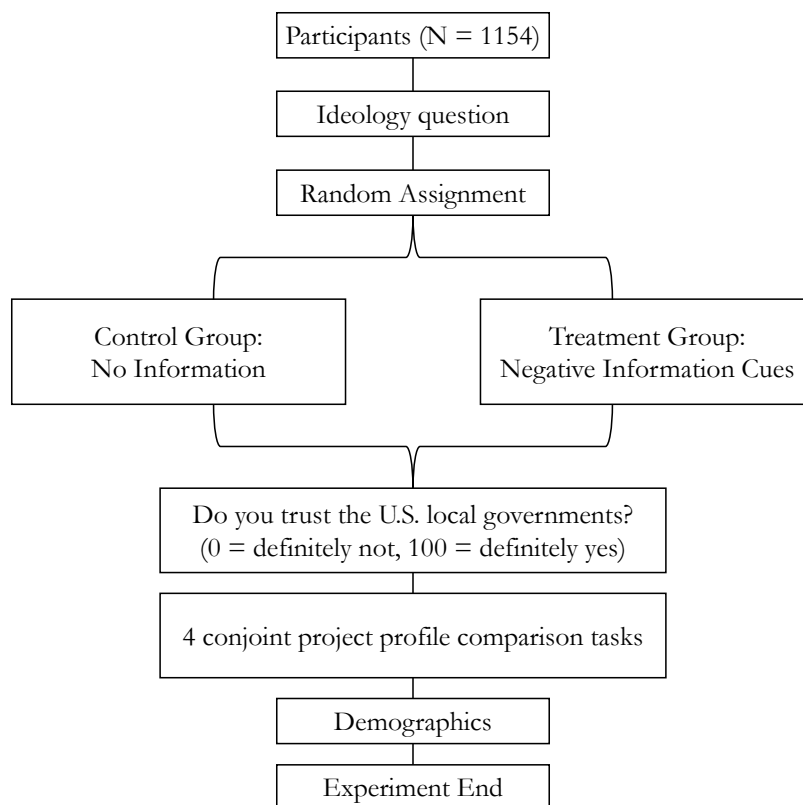 Participants (N = 1154)
Ideology question
Random Assignment
Control Group:
No Information
Treatment Group:
Negative Information Cues
Do you trust the U.S. local governments?
(0 = definitely not, 100 = definitely yes)
4 conjoint project profile comparison tasks
Demographics
Experiment End